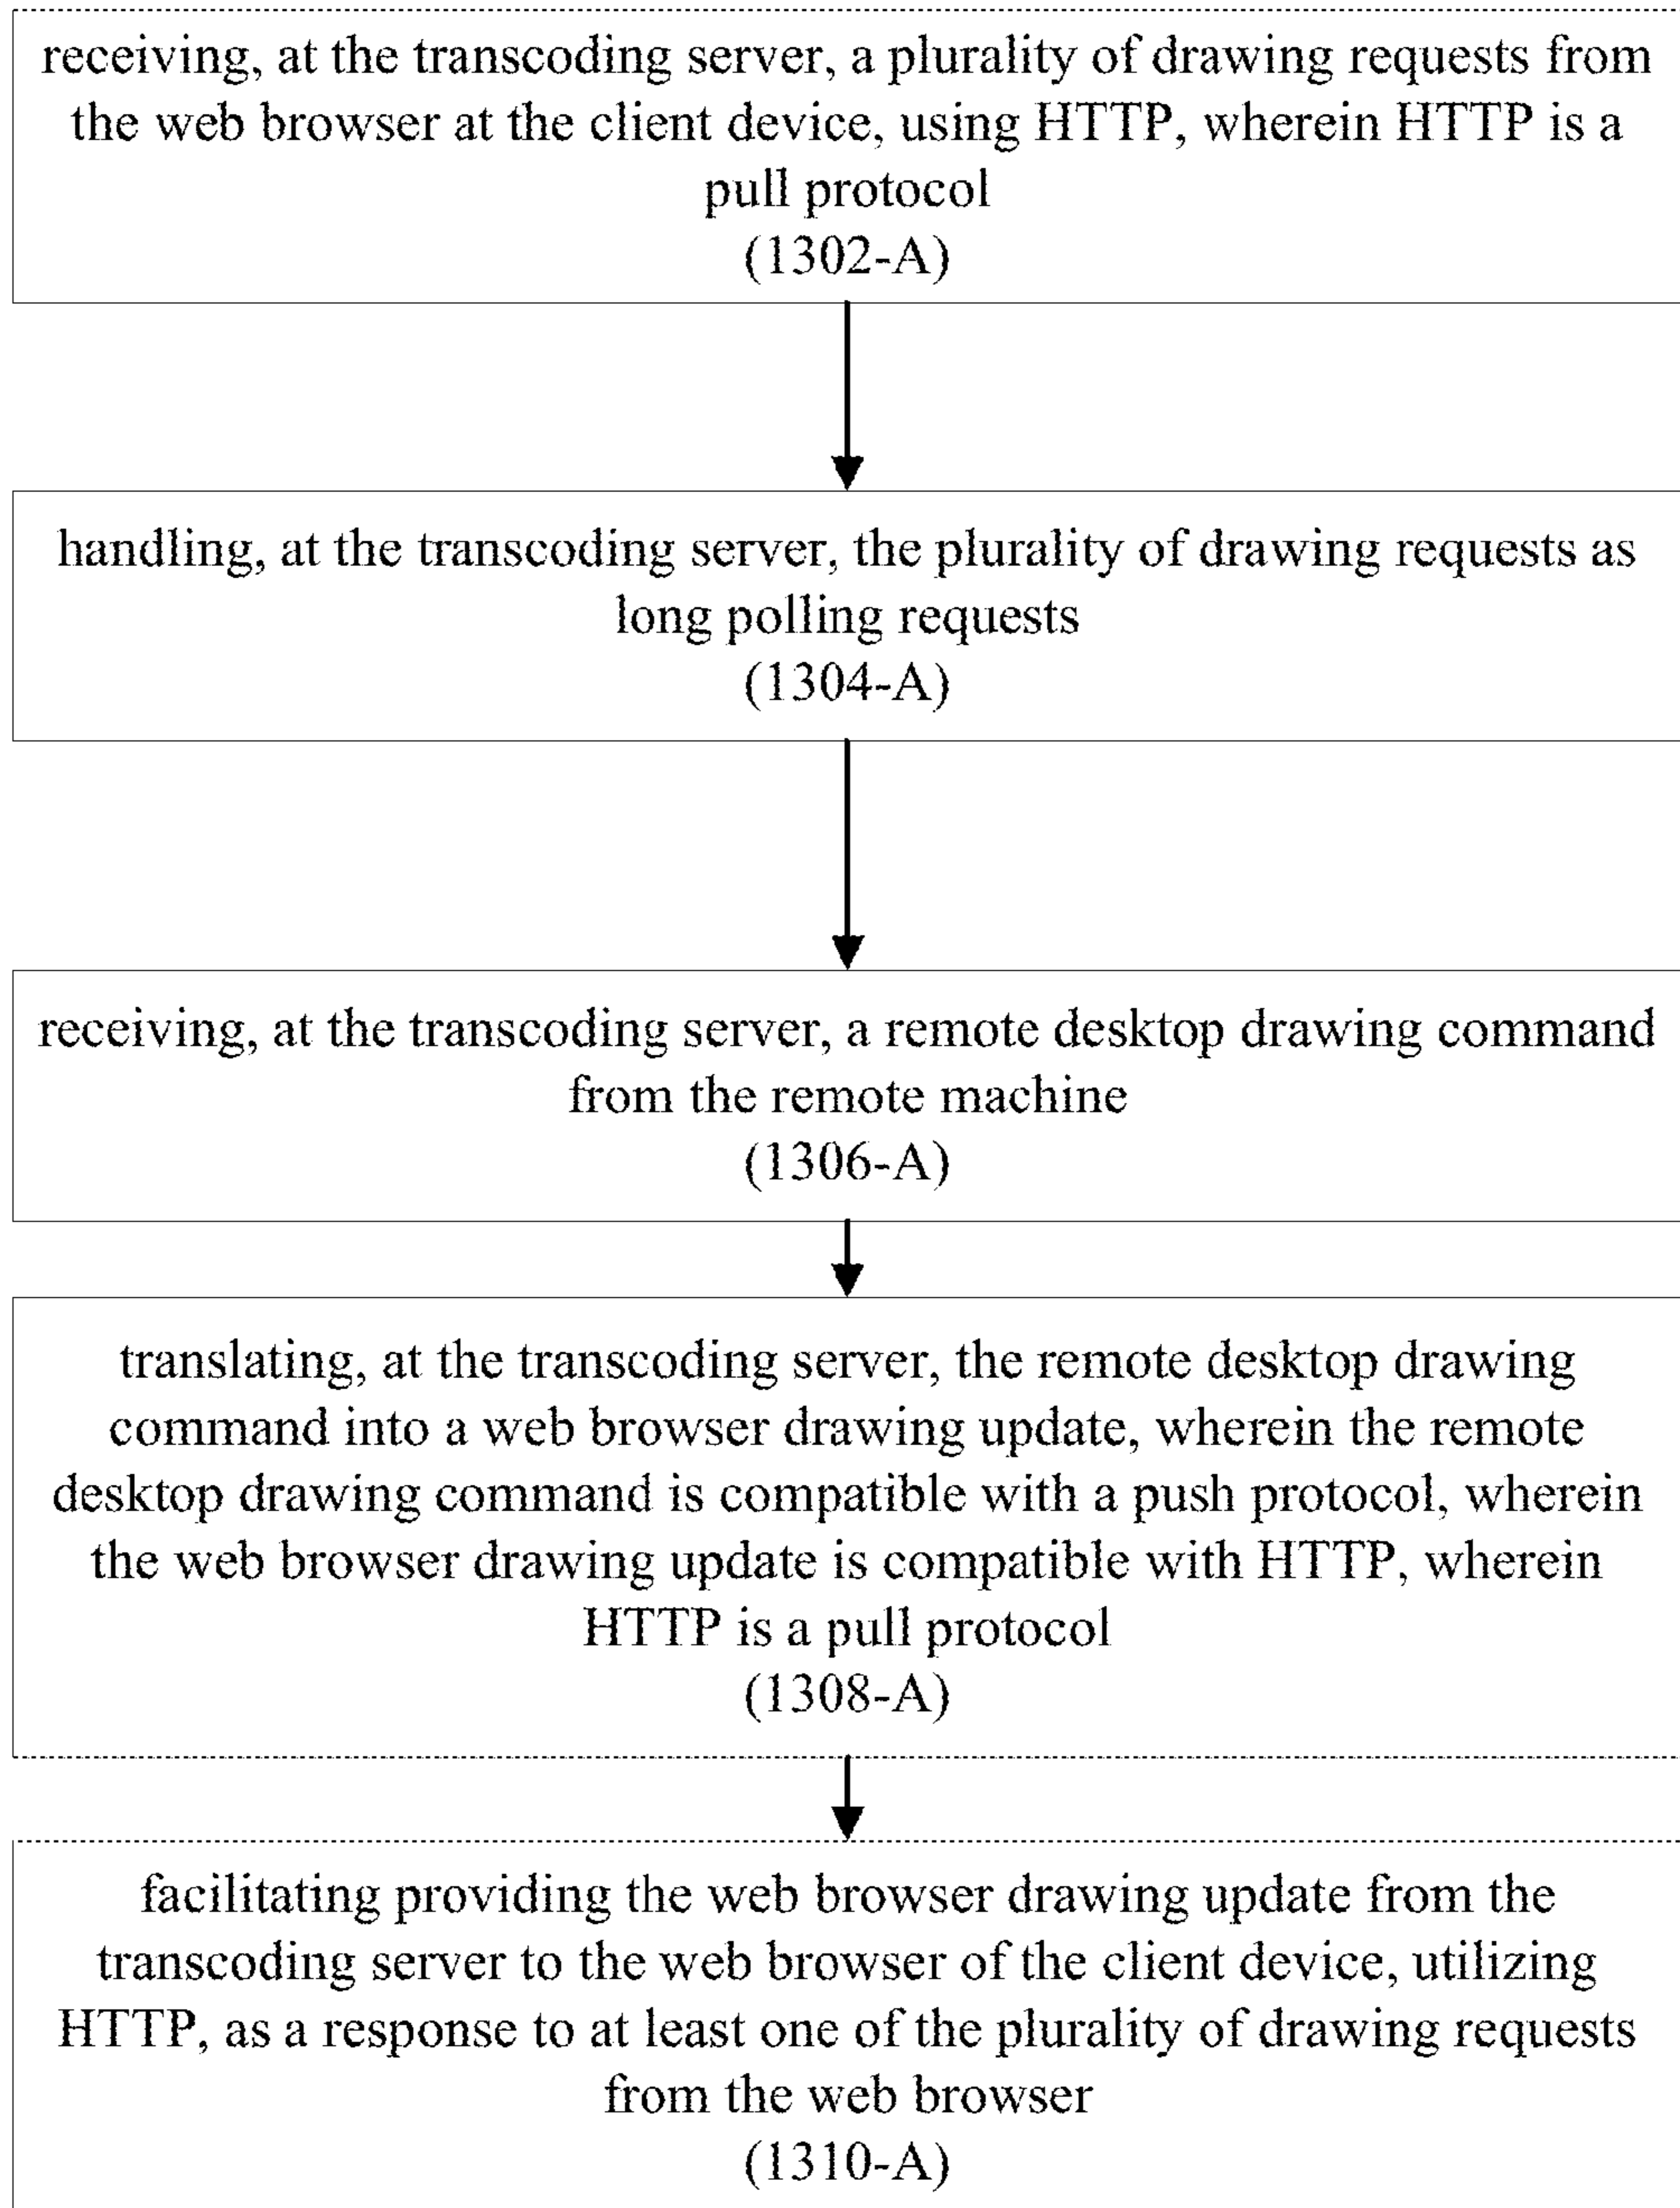 receiving, at the transcoding server, a plurality of drawing requests from
the web browser at the client device, using HTTP, wherein HTTP is a
pull protocol
(1302-A)
handling, at the transcoding server, the plurality of drawing requests as
long polling requests
(1304-A)
receiving, at the transcoding server, a remote desktop drawing command
from the remote machine
(1306-A)
translating, at the transcoding server, the remote desktop drawing
command into a web browser drawing update, wherein the remote
desktop drawing command is compatible with a push protocol, wherein
the web browser drawing update is compatible with HTTP, wherein
HTTP is a pull protocol
(1308-A)
facilitating providing the web browser drawing update from the
transcoding server to the web browser of the client device, utilizing
HTTP, as a response to at least one of the plurality of drawing requests
from the web browser
(1310-A)